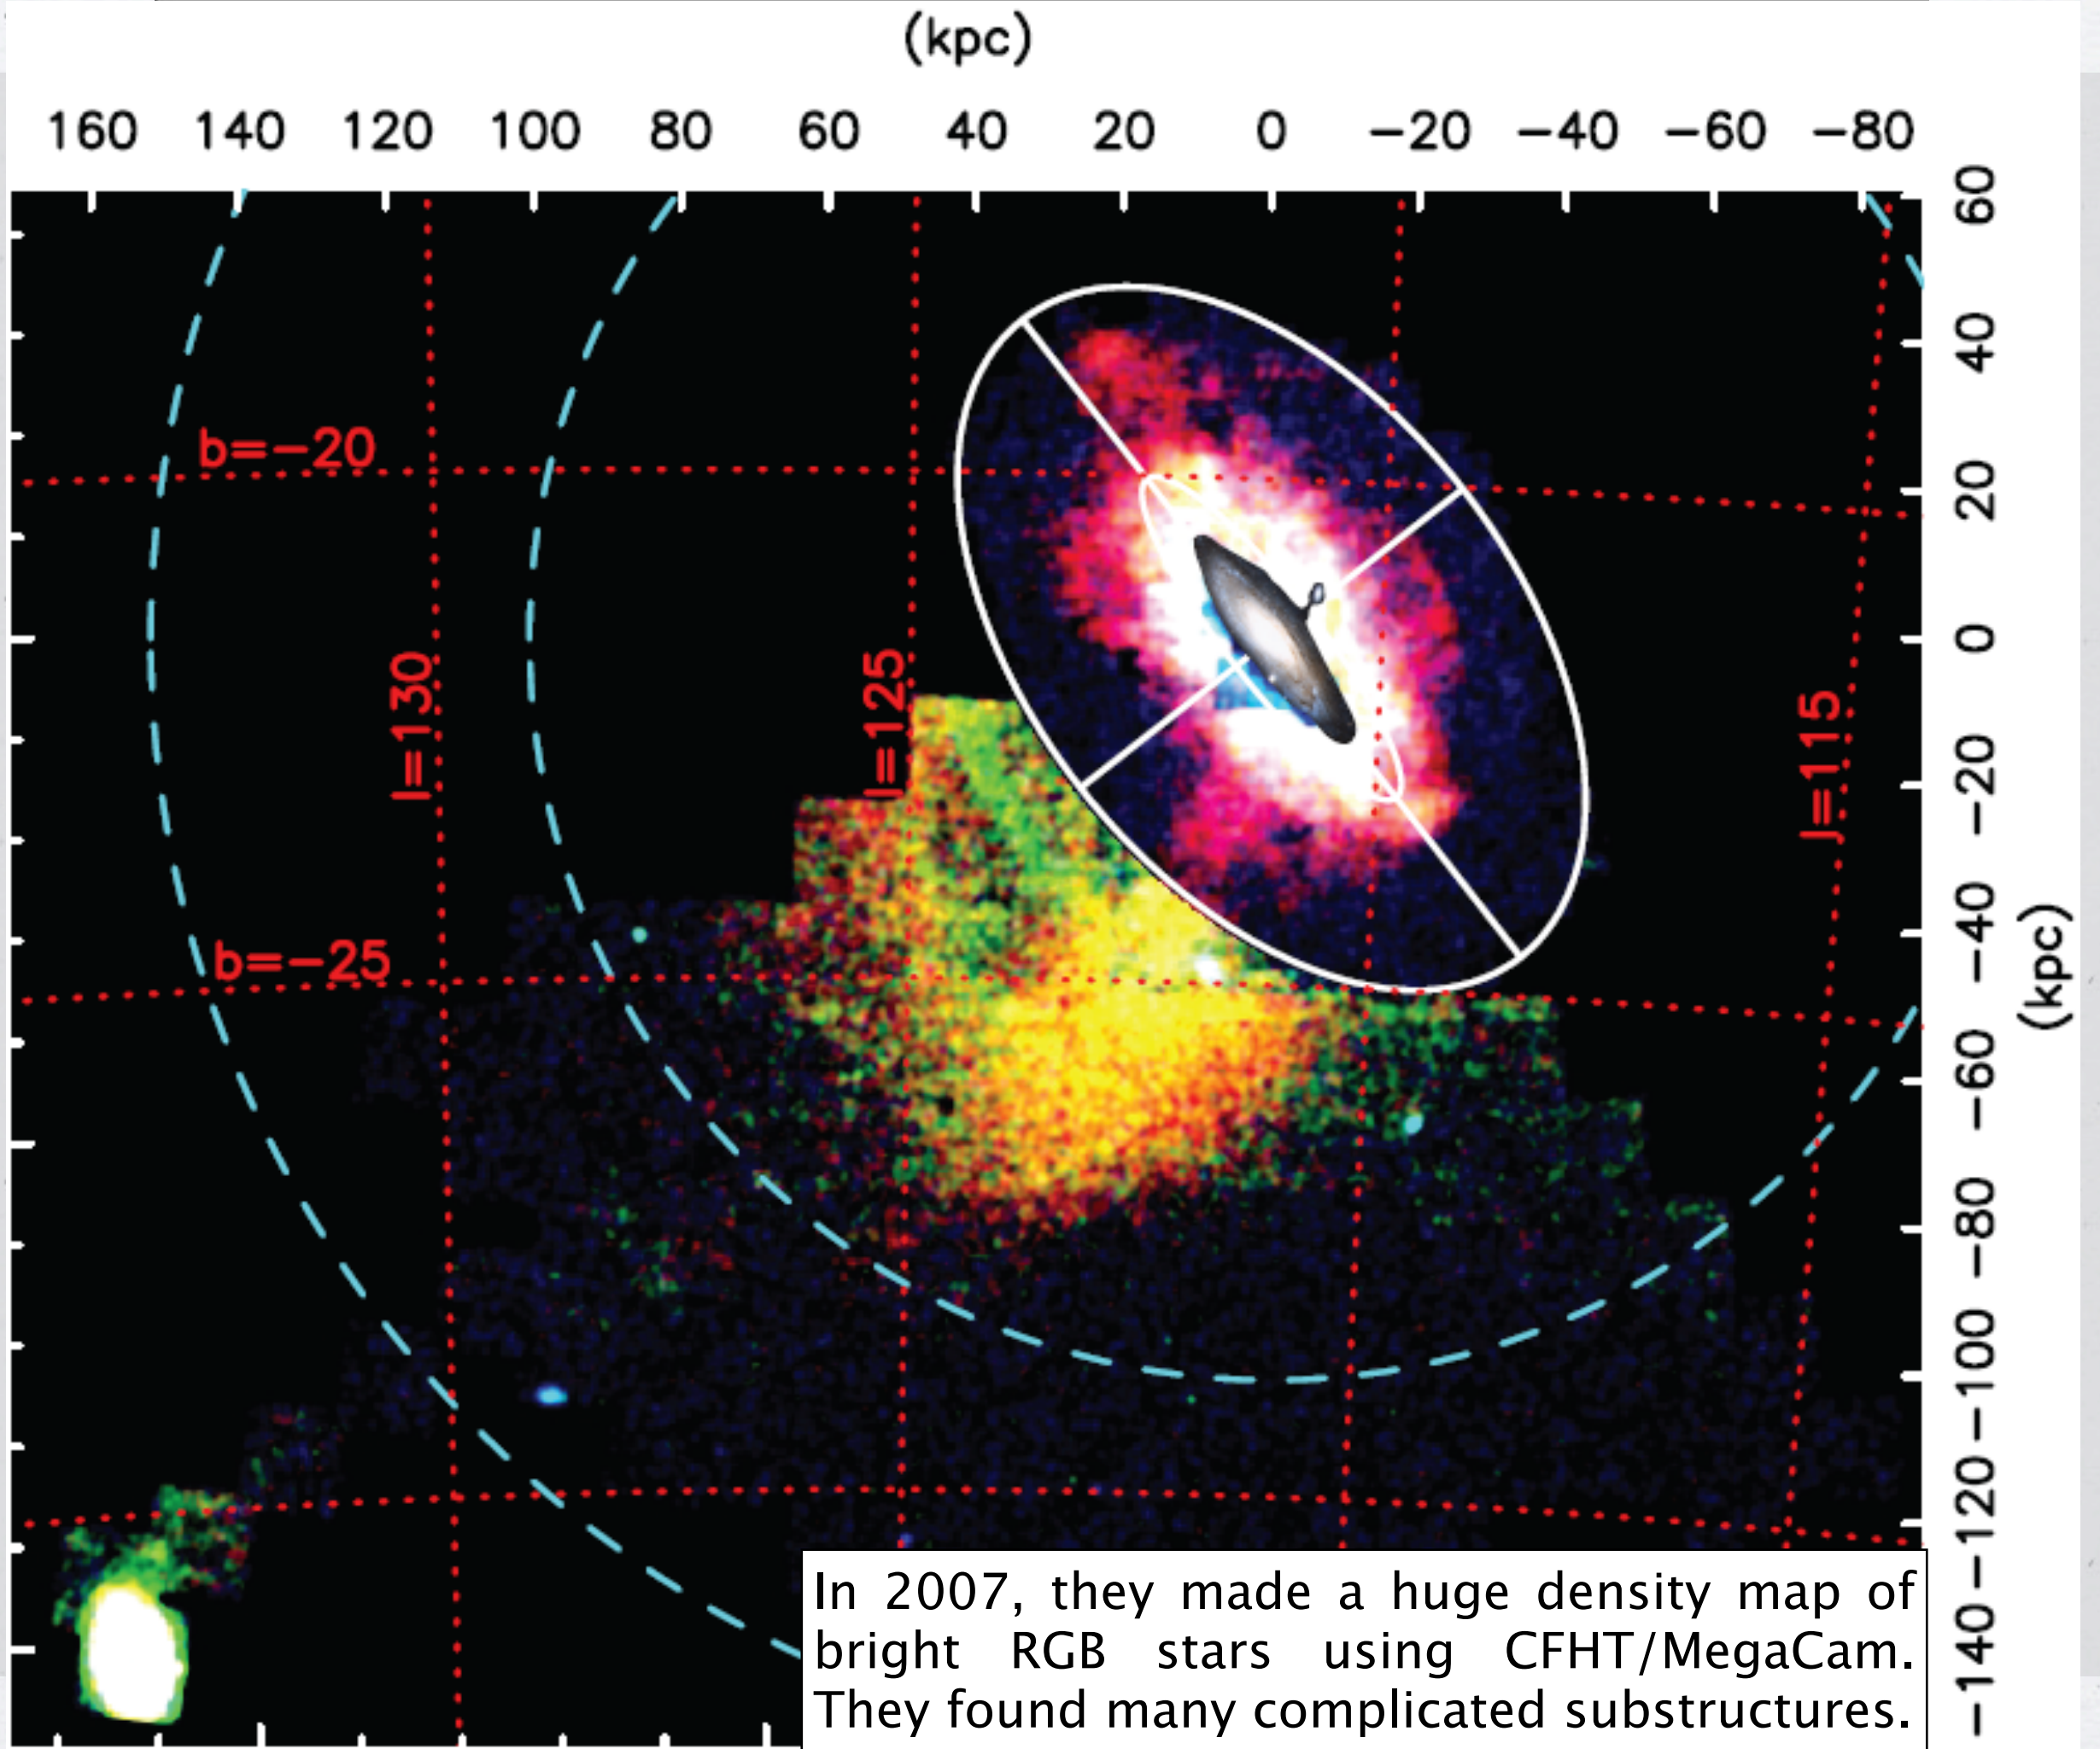 (kpc)
160 140 120 100 80 60 40 20 0 −20 −40 −60 −80
60
40
20
0
−20
−40
−60
−80
−100
−120
−140
(kpc)
b=−20
l=130
l=125
l=115
b=−25
In 2007, they made a huge density map of
bright RGB stars using CFHT/MegaCam.
They found many complicated substructures.